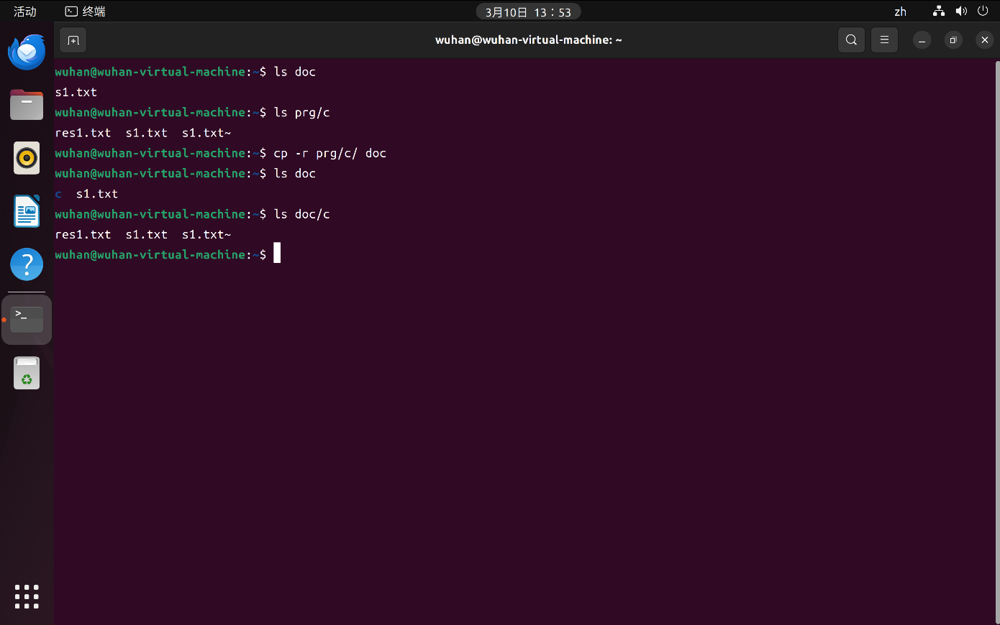 活动 终端 3月10日 13：53 zh
wuhan@wuhan-virtual-machine: ~
wuhan@wuhan-virtual-machine:~$ ls doc
s1.txt
wuhan@wuhan-virtual-machine:~$ ls prg/c
res1.txt  s1.txt  s1.txt~
wuhan@wuhan-virtual-machine:~$ cp -r prg/c/ doc
wuhan@wuhan-virtual-machine:~$ ls doc
c  s1.txt
wuhan@wuhan-virtual-machine:~$ ls doc/c
res1.txt  s1.txt  s1.txt~
wuhan@wuhan-virtual-machine:~$